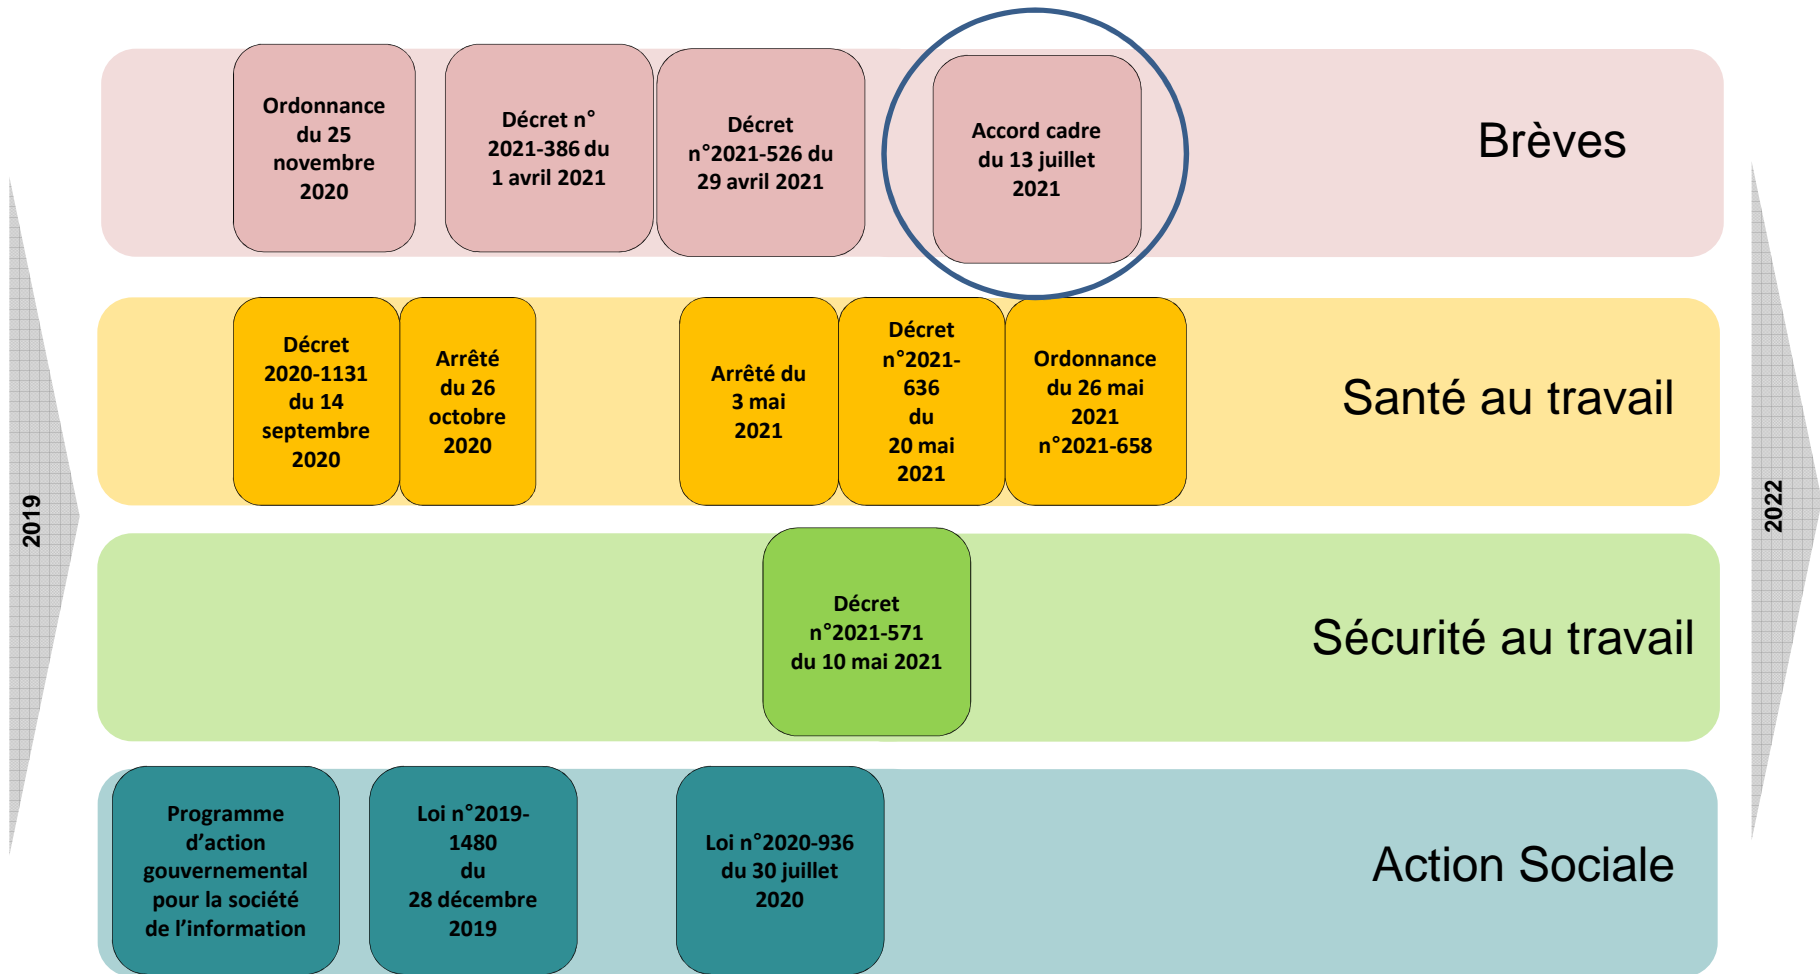 Ordonnance
du 25
novembre
2020
Décret n°
2021-386 du
1 avril 2021
Décret
n°2021-526 du
29 avril 2021
Accord cadre
du 13 juillet
2021
Brèves
Décret
2020-1131
du 14
septembre
2020
Arrêté
du 26
octobre
2020
Arrêté du
3 mai
2021
Décret
n°2021-
636
du
20 mai
2021
Ordonnance
du 26 mai
2021
n°2021-658
Santé au travail
2019
2022
Décret
n°2021-571
du 10 mai 2021
Sécurité au travail
Programme
d’action
gouvernemental
pour la société
de l’information
Loi n°2019-
1480
du
28 décembre
2019
Loi n°2020-936
du 30 juillet
2020
Action Sociale